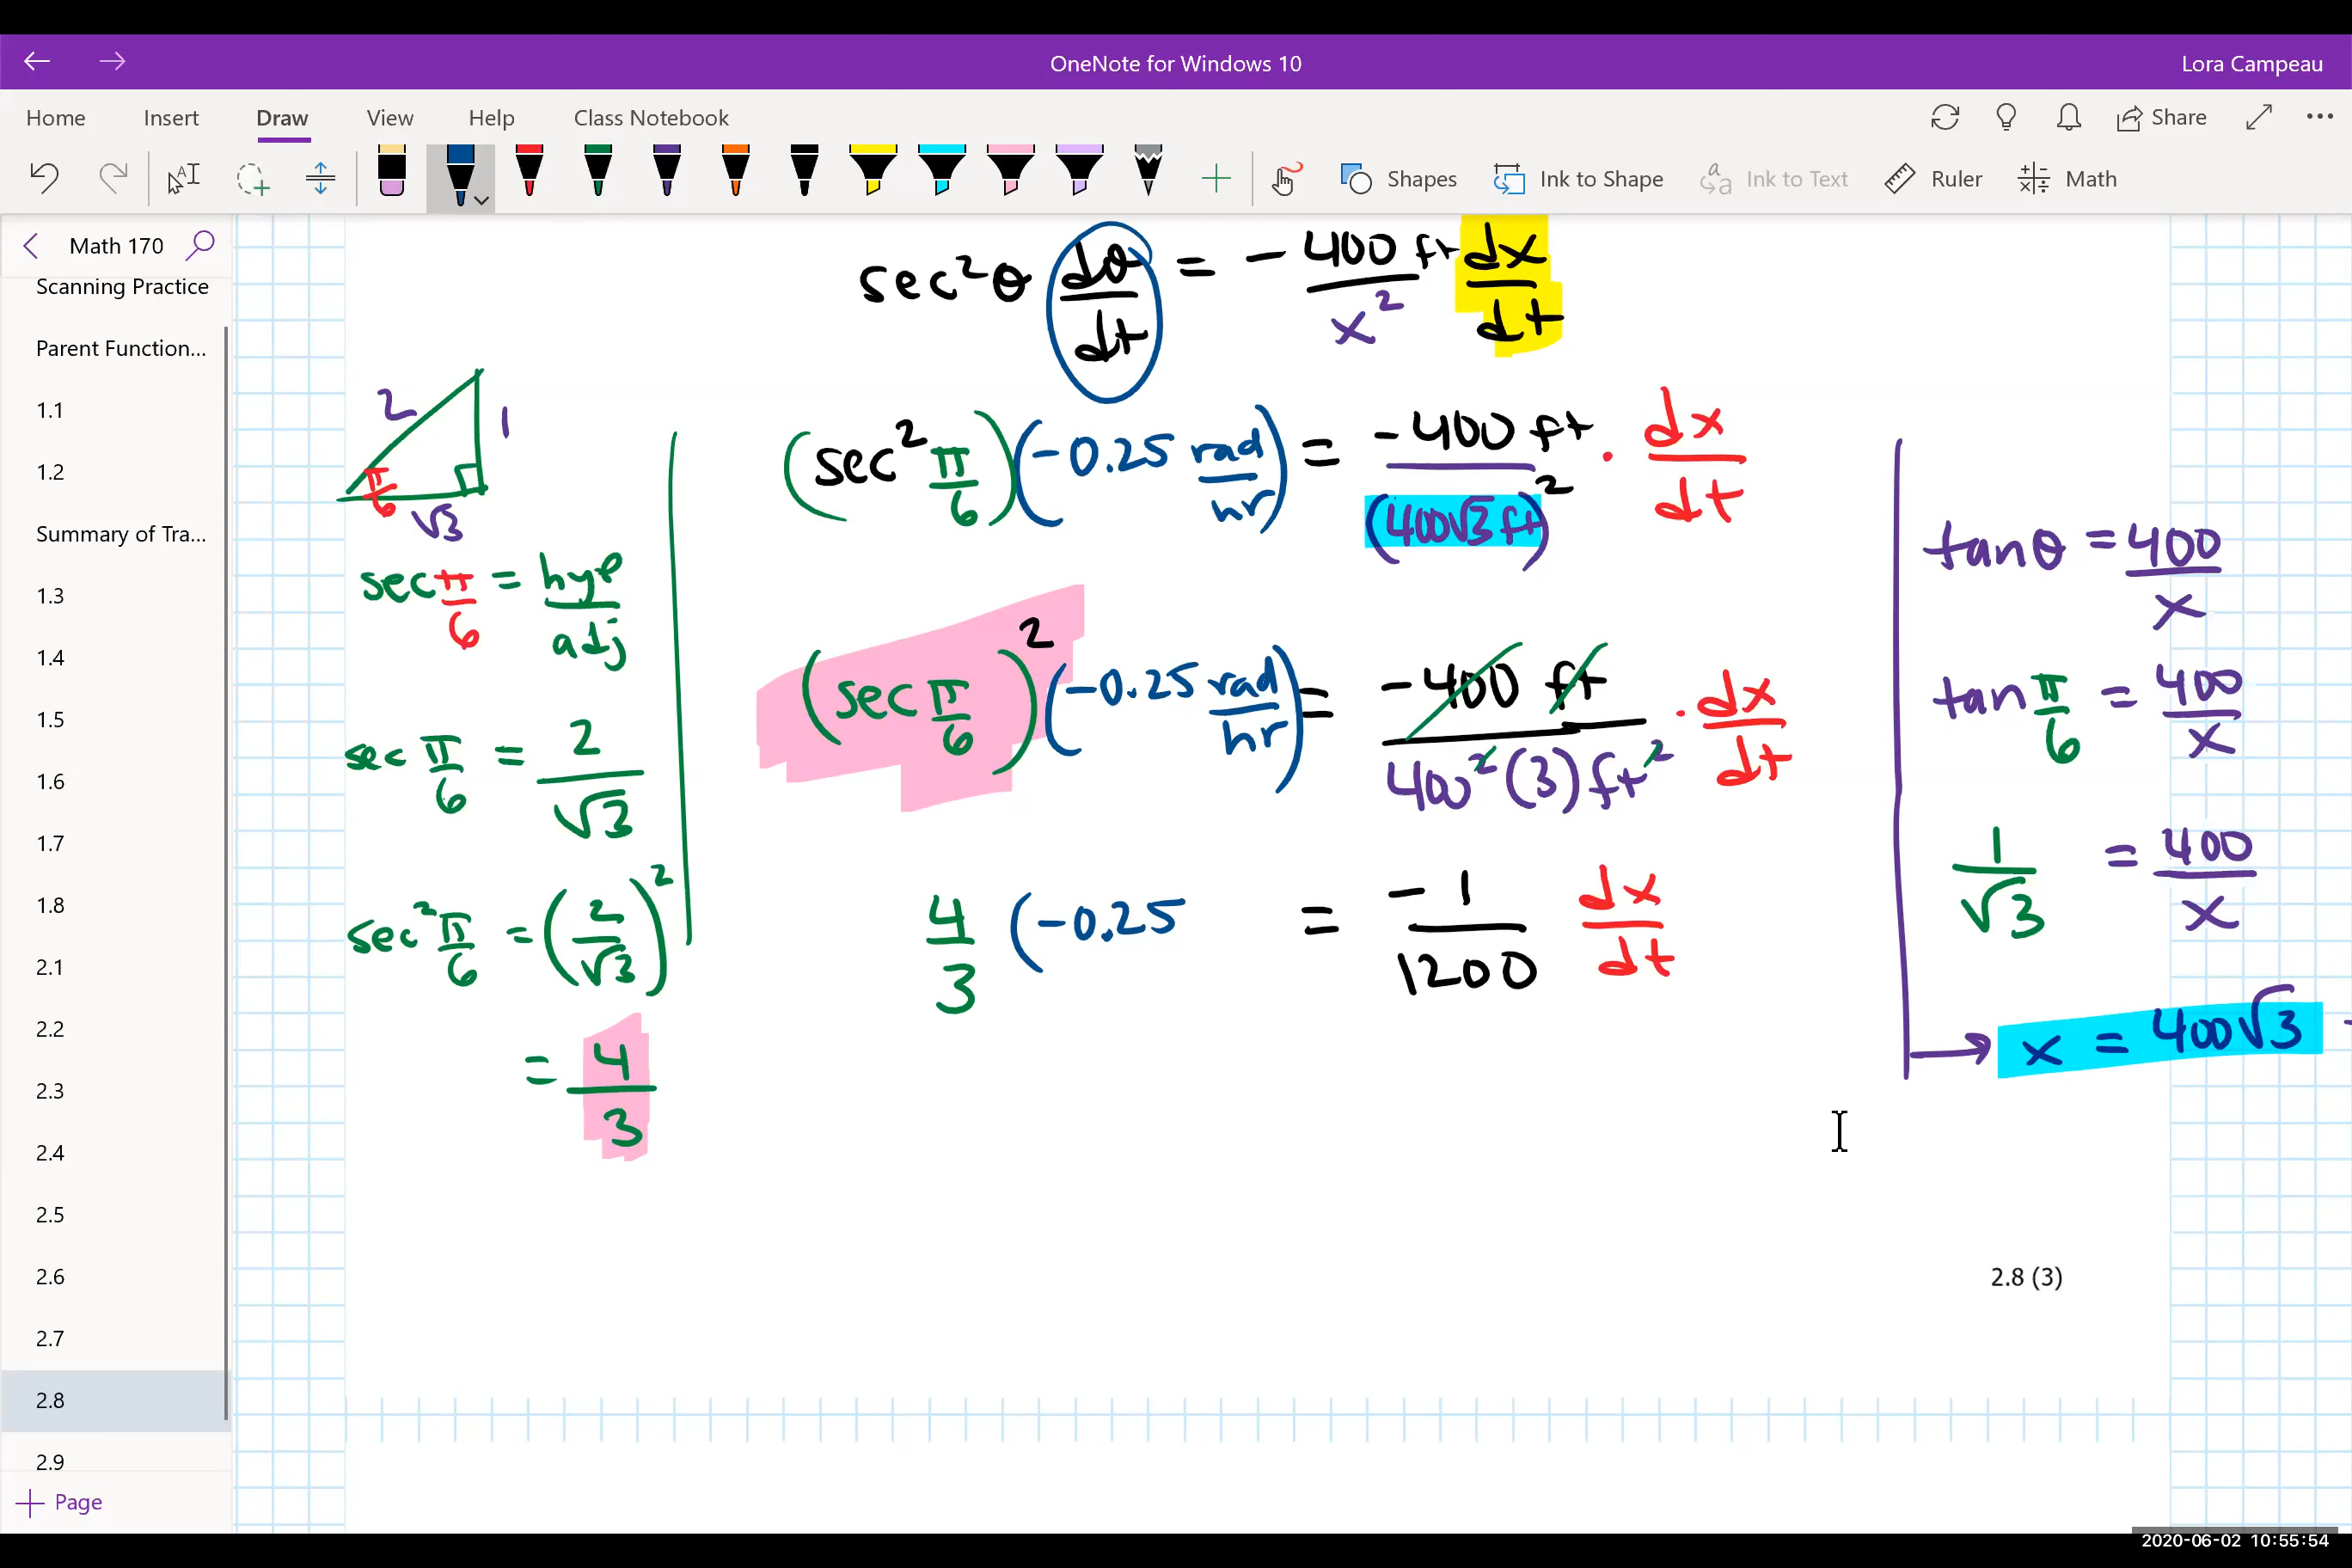 OneNote for Windows 10
Lora Campeau
Home Insert Draw View Help Class Notebook Share
Shapes Ink to Shape Ink to Text Ruler Math
Math 170
Scanning Practice
Parent Function...
1.1
1.2
Summary of Tra...
1.3
1.4
1.5
1.6
1.7
1.8
2.1
2.2
2.3
2.4
2.5
2.6
2.7
2.8
2.9
Page
sec²θ dθ/dt = - 400 ft/x² dx/dt
2
1
π/6
√3
sec π/6 = hyp/adj
sec π/6 = 2/√3
sec² π/6 = (2/√3)²
= 4/3
(sec² π/6)(-0.25 rad/hr) = -400 ft/(400√3 ft)² · dx/dt
(sec π/6)² (-0.25 rad/hr) = -400 ft/400² (3) ft² · dx/dt
4/3 (-0.25 = -1/1200 dx/dt
tan θ = 400/x
tan π/6 = 400/x
1/√3 = 400/x
→ x = 400√3
2.8 (3)
2020-06-02 10:55:54